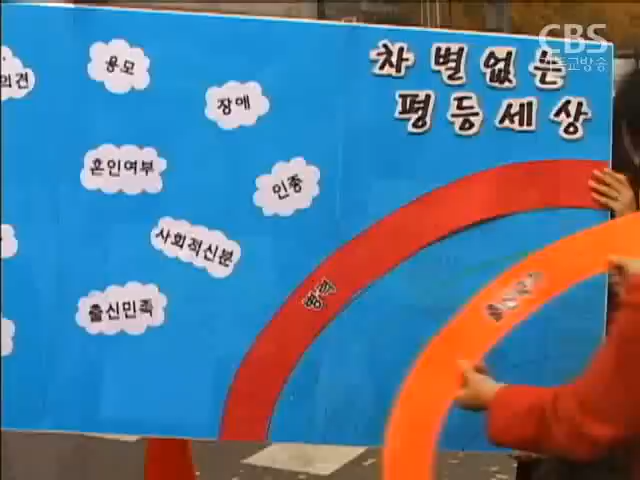 CBS
기독교방송
차별없는
평등세상
의견
용모
장애
혼인여부
인종
사회적신분
출신민족